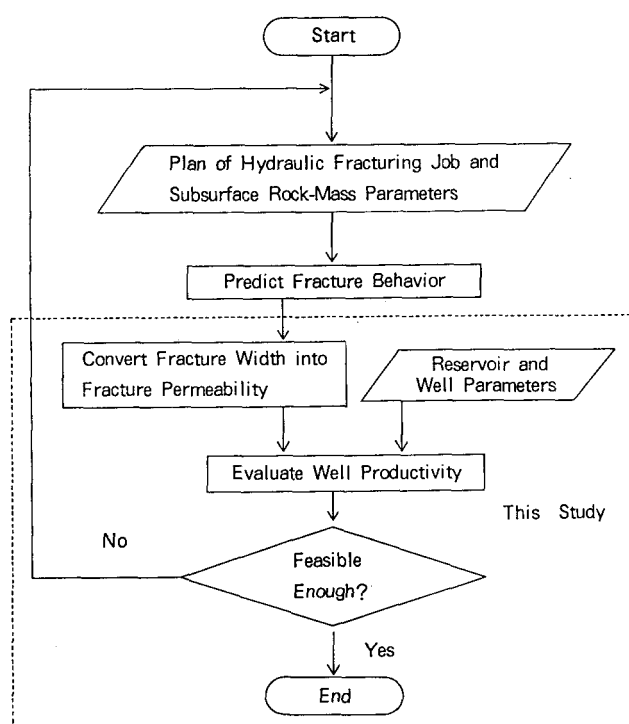 Start
Plan of Hydraulic Fracturing Job and
Subsurface Rock-Mass Parameters
Predict Fracture Behavior
Convert Fracture Width into
Fracture Permeability
Reservoir and
Well Parameters
Evaluate Well Productivity
This Study
No
Feasible
Enough?
Yes
End